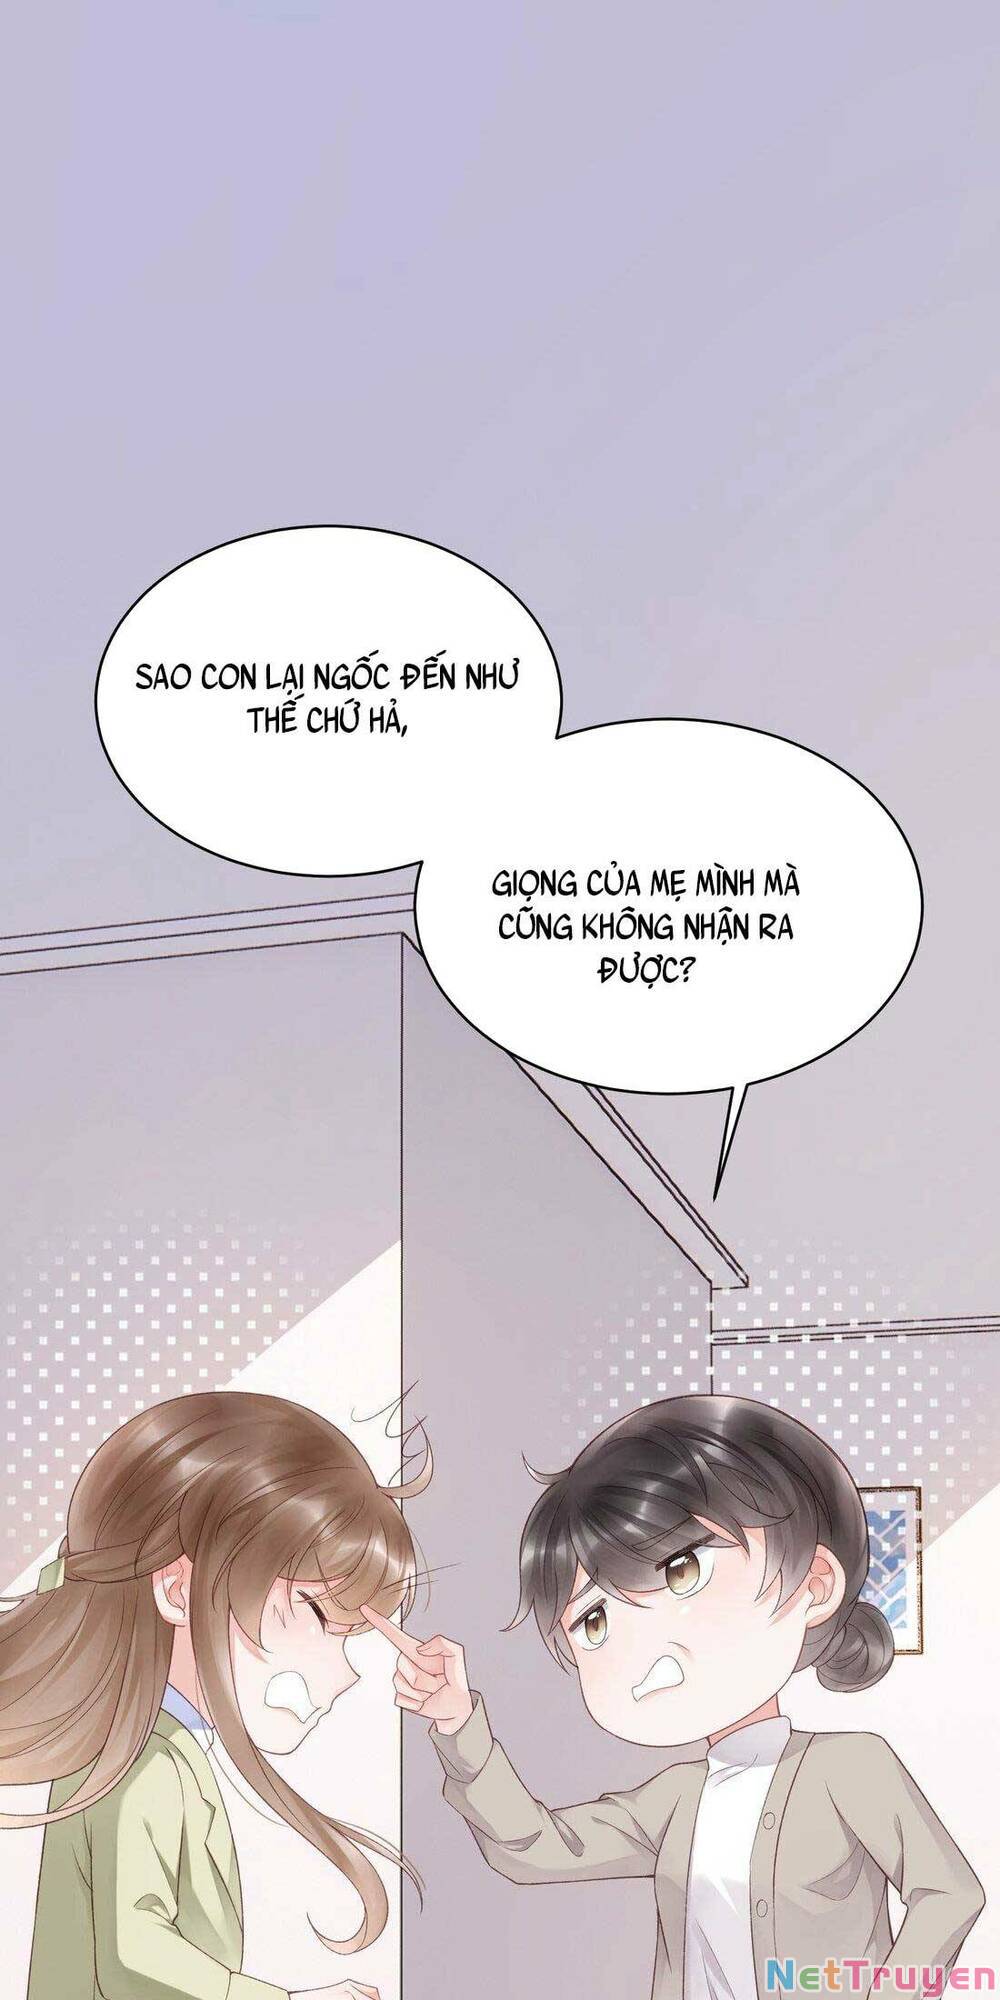 SAO CON LẠI NGỐC ĐẾN NHƯ
THẾ CHỨ HẢ,
GIỌNG CỦA MẸ MÌNH MÀ
CŨNG KHÔNG NHẬN RA
ĐƯỢC?
NetTruyen